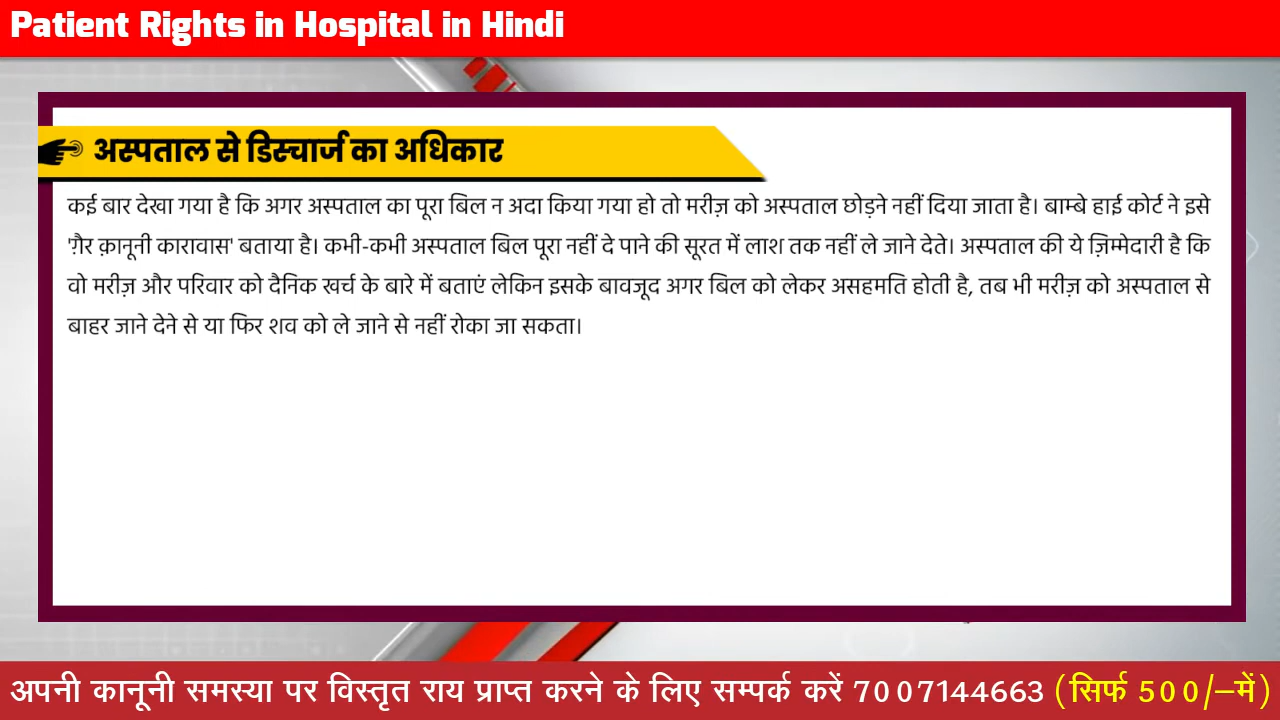 Patient Rights in Hospital in Hindi
अस्पताल से डिस्चार्ज का अधिकार
कई बार देखा गया है कि अगर अस्पताल का पूरा बिल न अदा किया गया हो तो मरीज़ को अस्पताल छोड़ने नहीं दिया जाता है। बाम्बे हाई कोर्ट ने इसे
'ग़ैर क़ानूनी कारावास' बताया है। कभी-कभी अस्पताल बिल पूरा नहीं दे पाने की सूरत में लाश तक नहीं ले जाने देते। अस्पताल की ये ज़िम्मेदारी है कि
वो मरीज़ और परिवार को दैनिक खर्च के बारे में बताएं लेकिन इसके बावजूद अगर बिल को लेकर असहमति होती है, तब भी मरीज़ को अस्पताल से
बाहर जाने देने से या फिर शव को ले जाने से नहीं रोका जा सकता।
अपनी कानूनी समस्या पर विस्तृत राय प्राप्त करने के लिए सम्पर्क करें 7007144663 (सिर्फ 500/–में)